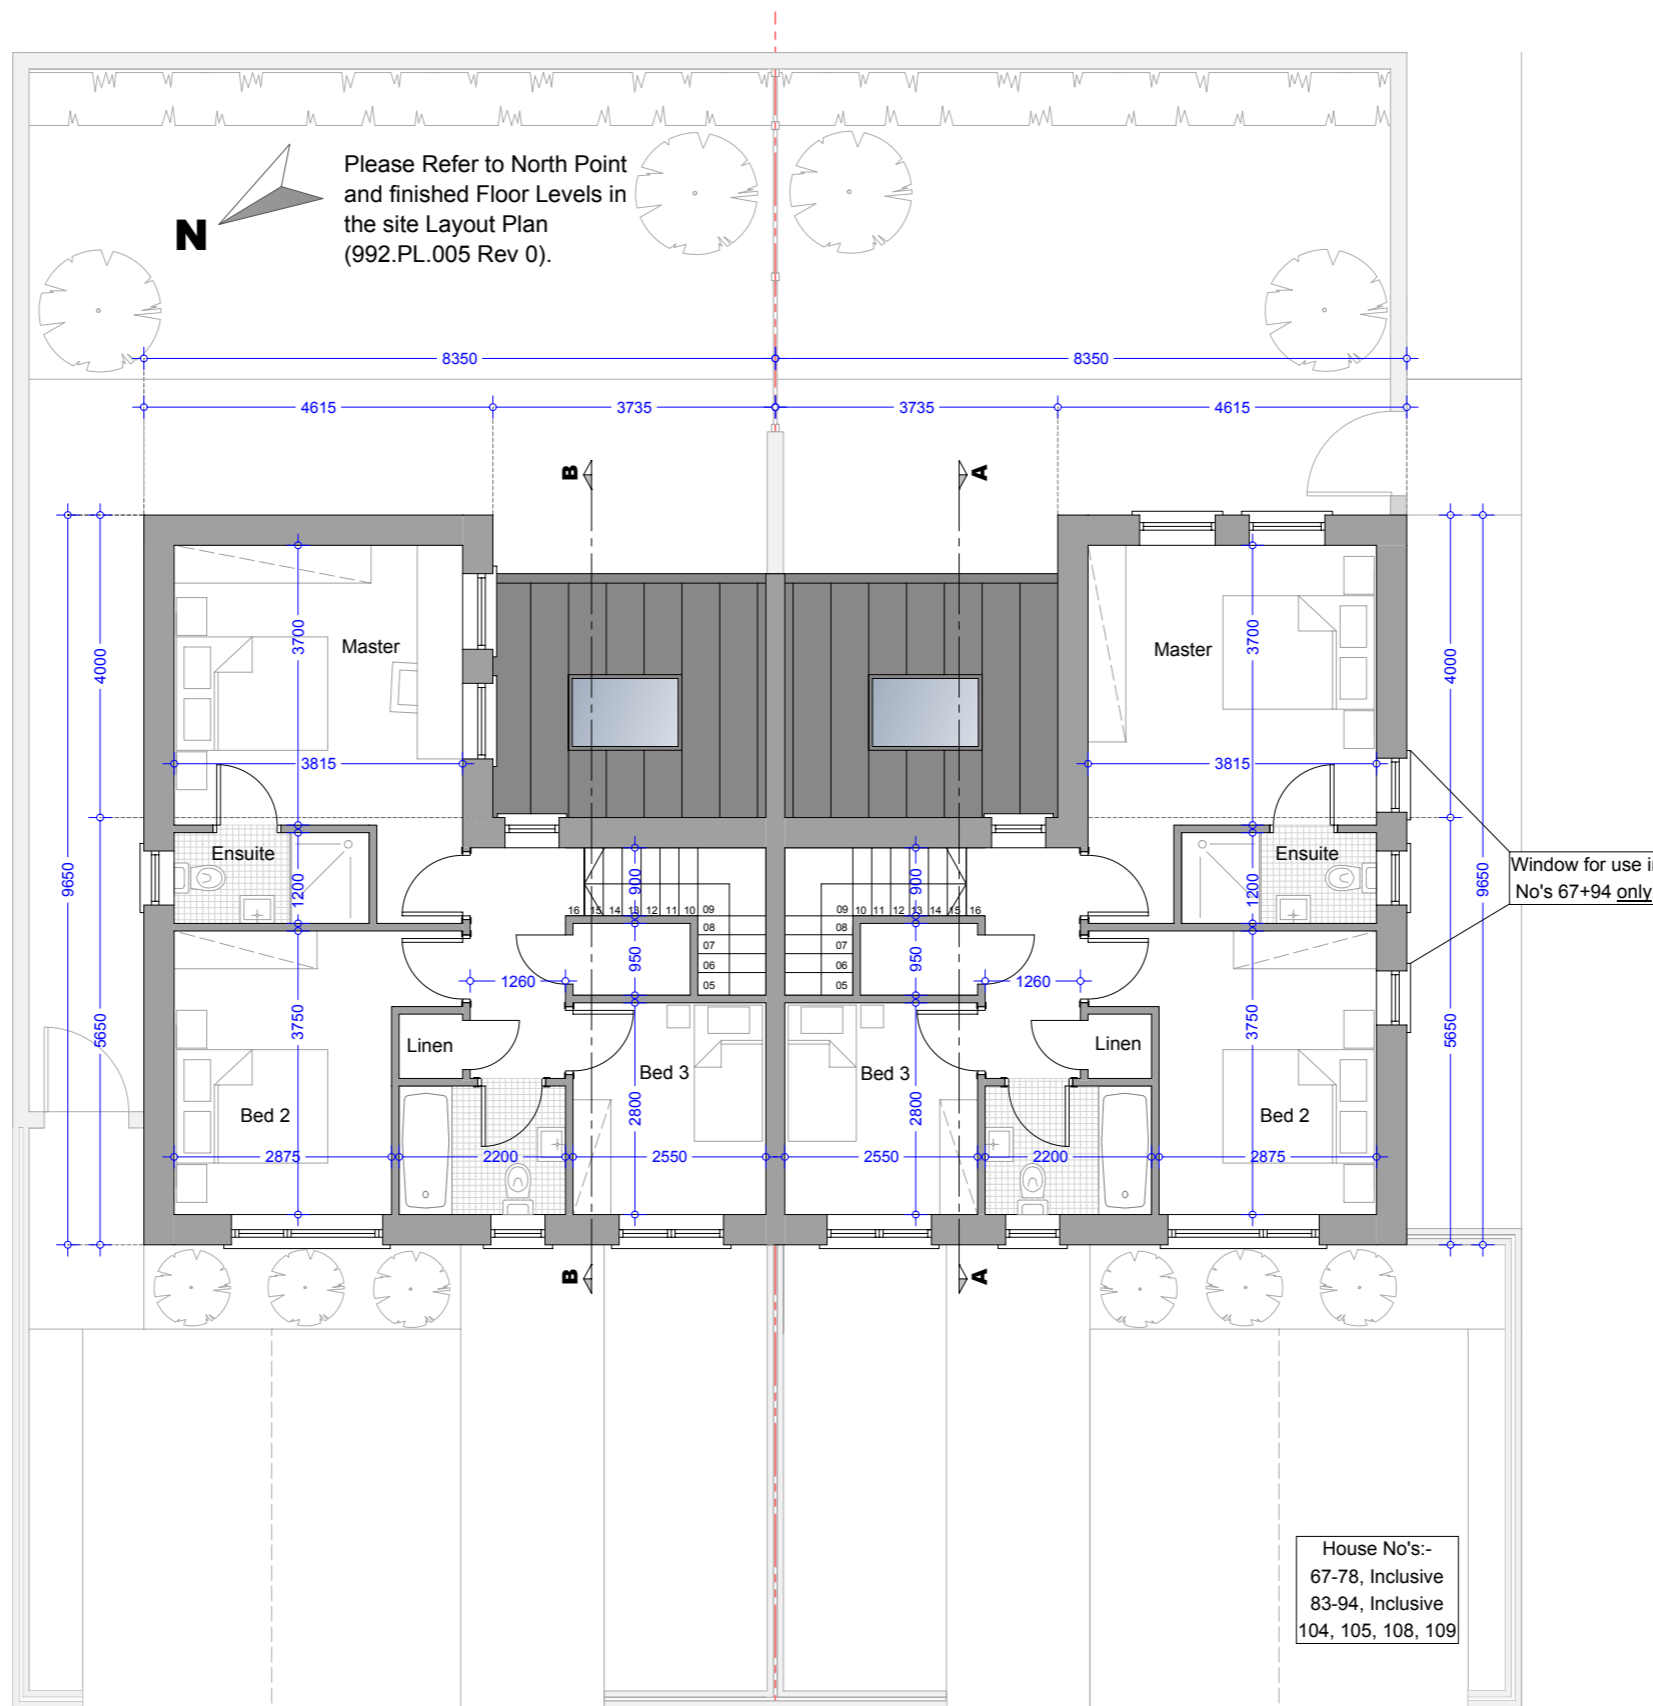 Please Refer to North Point
and finished Floor Levels in
the site Layout Plan
(992.PL.005 Rev 0).
N
8350
8350
4615
3735
3735
4615
B
A
Master
3700
4000
3815
Master
3700
4000
3815
Ensuite
1200
9650
900
16 15 14 13 12 11 10 09
08
07
06
05
950
1260
900
09 10 11 12 13 14 15 16
08
07
06
05
950
1260
Ensuite
1200
9650
Window for use i
No's 67+94 only
5650
3750
Linen
Bed 2
Bed 3
2800
2875
2200
2550
Bed 3
2800
Linen
3750
Bed 2
5650
2550
2200
2875
B
A
House No's:-
67-78, Inclusive
83-94, Inclusive
104, 105, 108, 109